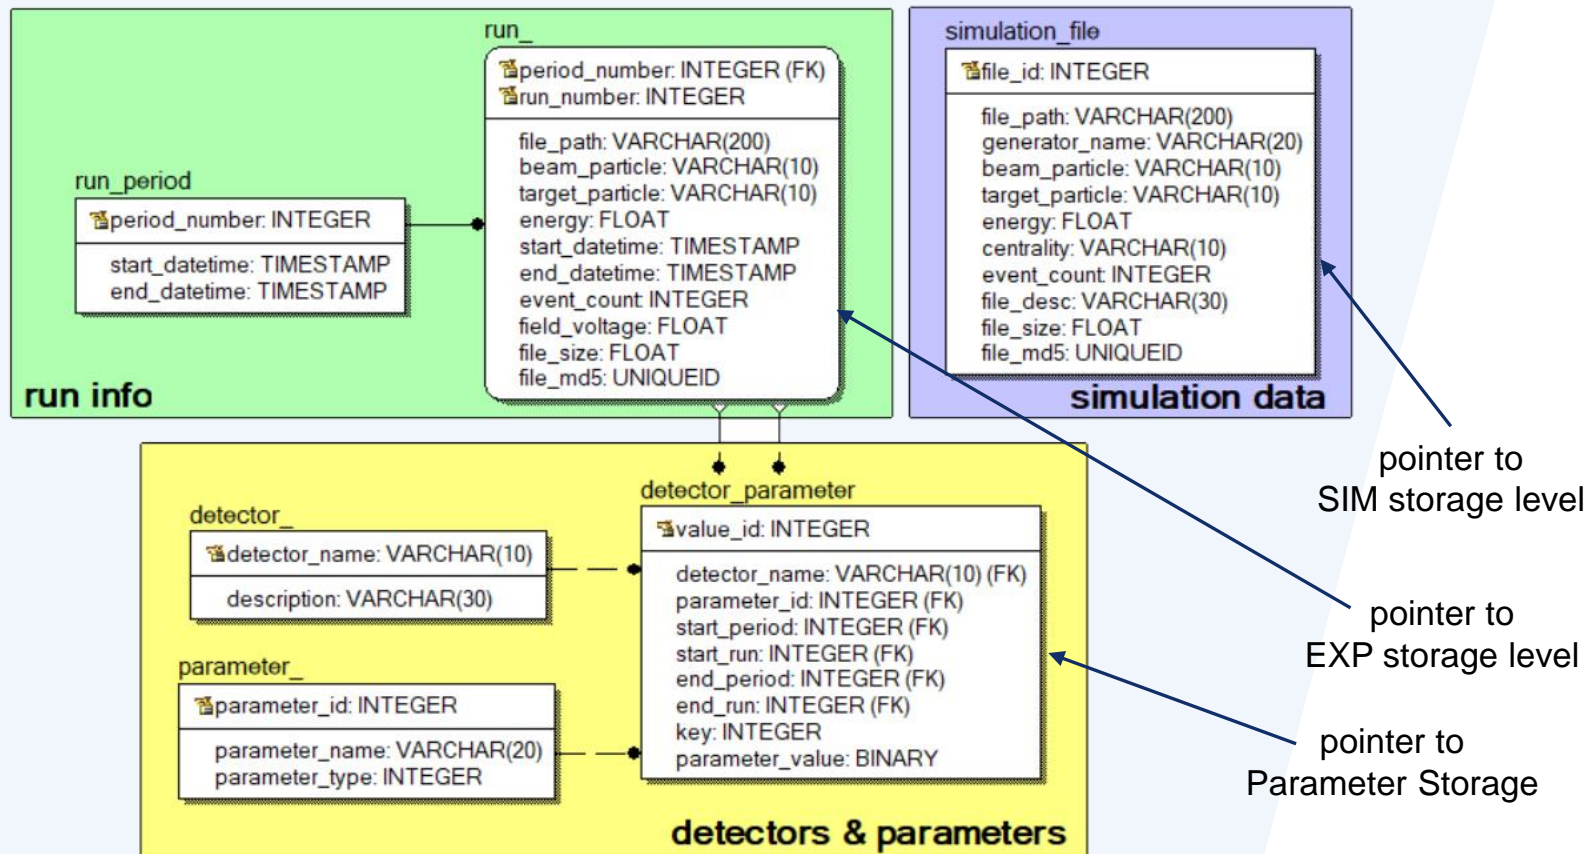 run_
period_number: INTEGER (FK)
run_number: INTEGER
file_path: VARCHAR(200)
beam_particle: VARCHAR(10)
target_particle: VARCHAR(10)
energy: FLOAT
start_datetime: TIMESTAMP
end_datetime: TIMESTAMP
event_count: INTEGER
field_voltage: FLOAT
file_size: FLOAT
file_md5: UNIQUEID
run_period
period_number: INTEGER
start_datetime: TIMESTAMP
end_datetime: TIMESTAMP
run info
simulation_file
file_id: INTEGER
file_path: VARCHAR(200)
generator_name: VARCHAR(20)
beam_particle: VARCHAR(10)
target_particle: VARCHAR(10)
energy: FLOAT
centrality: VARCHAR(10)
event_count: INTEGER
file_desc: VARCHAR(30)
file_size: FLOAT
file_md5: UNIQUEID
simulation data
detector_
detector_name: VARCHAR(10)
description: VARCHAR(30)
parameter_
parameter_id: INTEGER
parameter_name: VARCHAR(20)
parameter_type: INTEGER
detector_parameter
value_id: INTEGER
detector_name: VARCHAR(10) (FK)
parameter_id: INTEGER (FK)
start_period: INTEGER (FK)
start_run: INTEGER (FK)
end_period: INTEGER (FK)
end_run: INTEGER (FK)
key: INTEGER
parameter_value: BINARY
detectors & parameters
pointer to
SIM storage level
pointer to
EXP storage level
pointer to
Parameter Storage